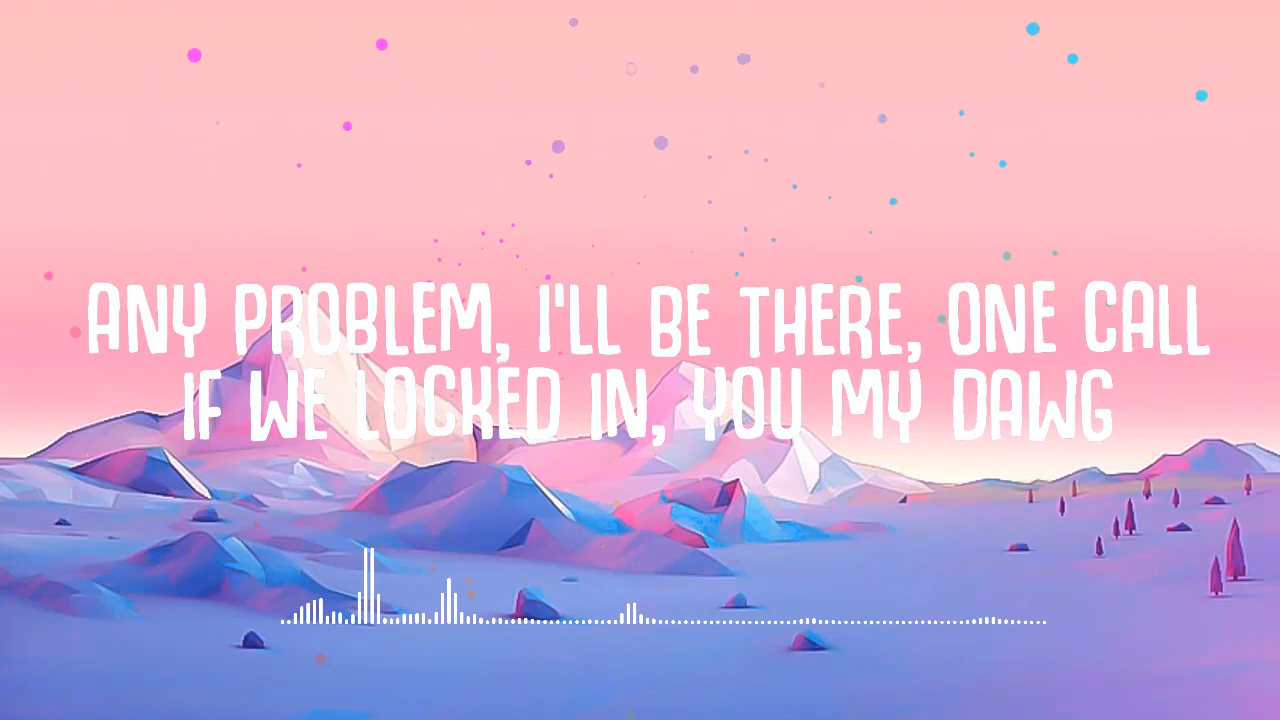 ANY PROBLEM, I'LL BE THERE, ONE CALL
IF WE LOCKED IN, YOU MY DAWG